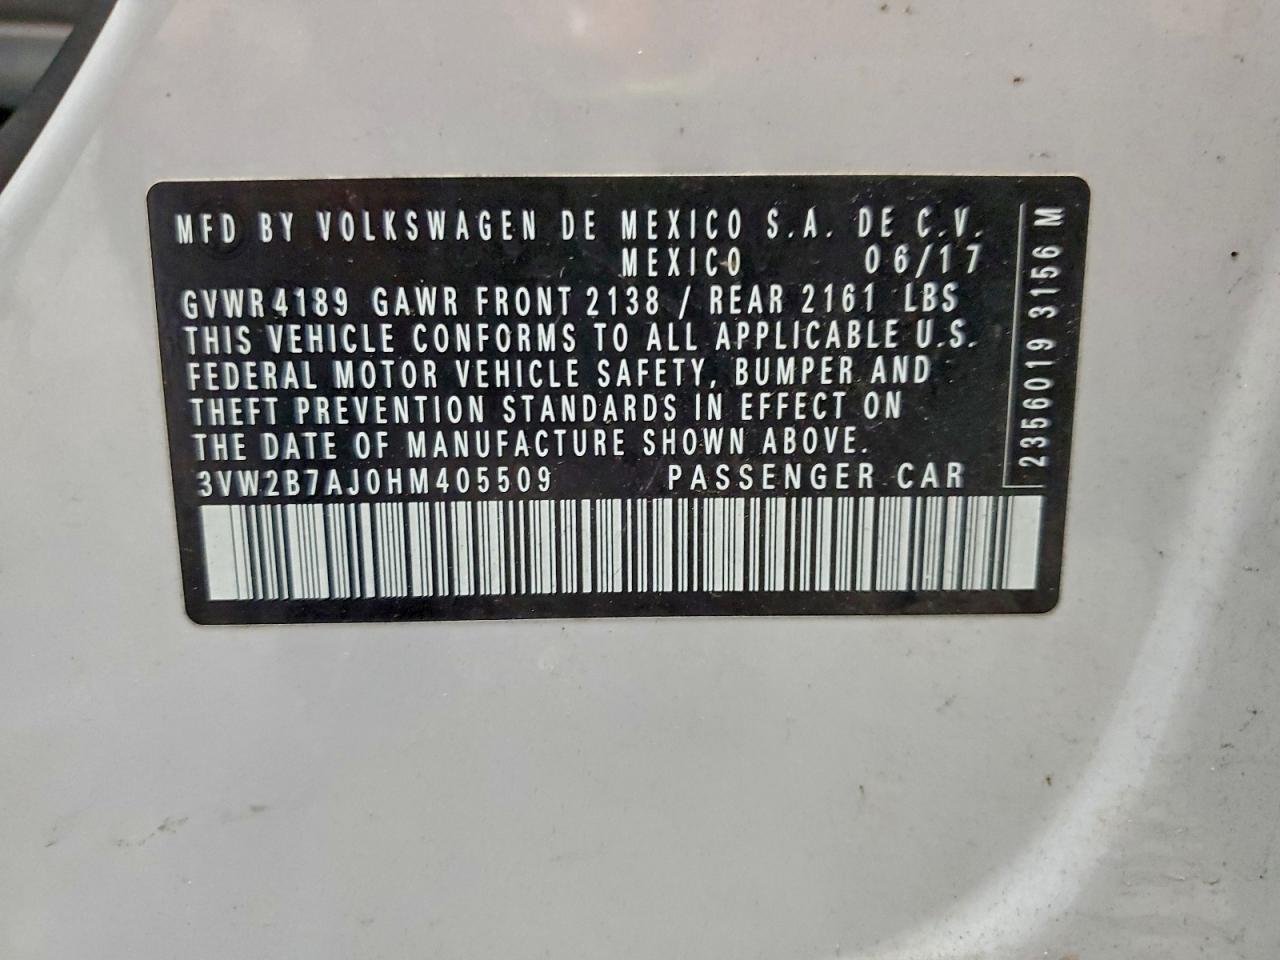 MFD BY VOLKSWAGEN DE MEXICO S.A. DE C.V.
MEXICO 06/17
GVWR 4189 GAWR FRONT 2138 / REAR 2161 LBS
THIS VEHICLE CONFORMS TO ALL APPLICABLE U.S.
FEDERAL MOTOR VEHICLE SAFETY, BUMPER AND
THEFT PREVENTION STANDARDS IN EFFECT ON
THE DATE OF MANUFACTURE SHOWN ABOVE.
3VW2B7AJ0HM405509 PASSENGER CAR
2356019 3156 M